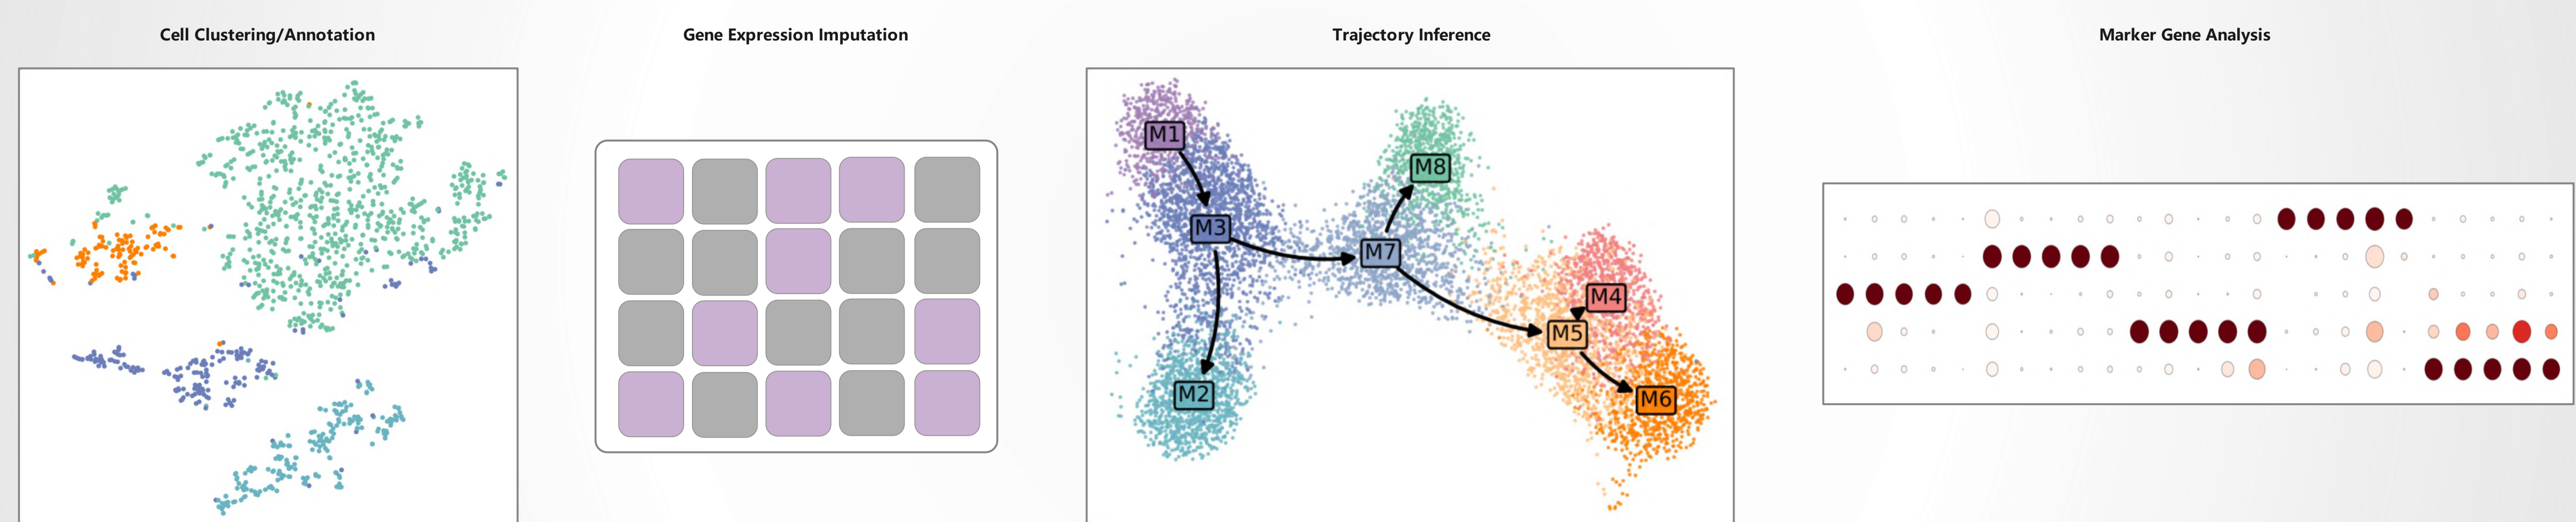 Cell Clustering/Annotation
Gene Expression Imputation
Trajectory Inference
Marker Gene Analysis
M1
M8
M3
M7
M4
M5
M2
M6